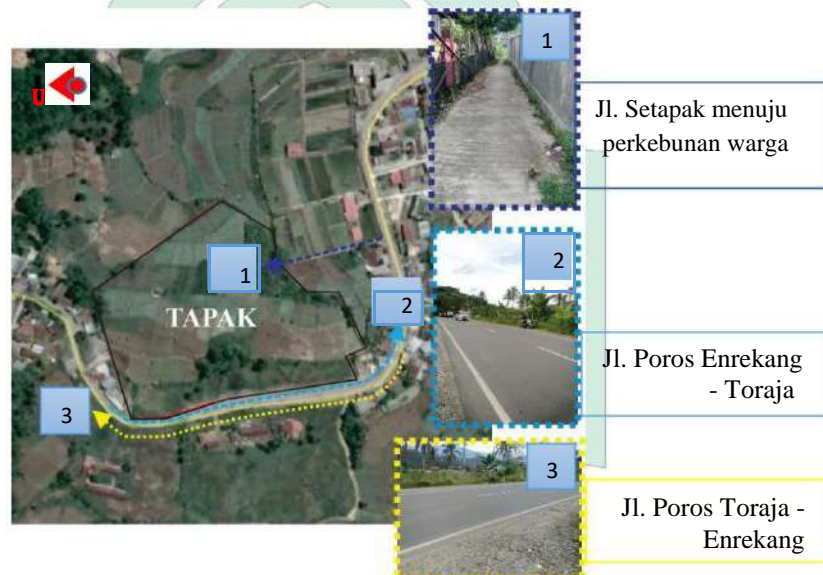 U
1
TAPAK
2
3
1
Jl. Setapak menuju
perkebunan warga
2
Jl. Poros Enrekang
- Toraja
3
Jl. Poros Toraja -
Enrekang